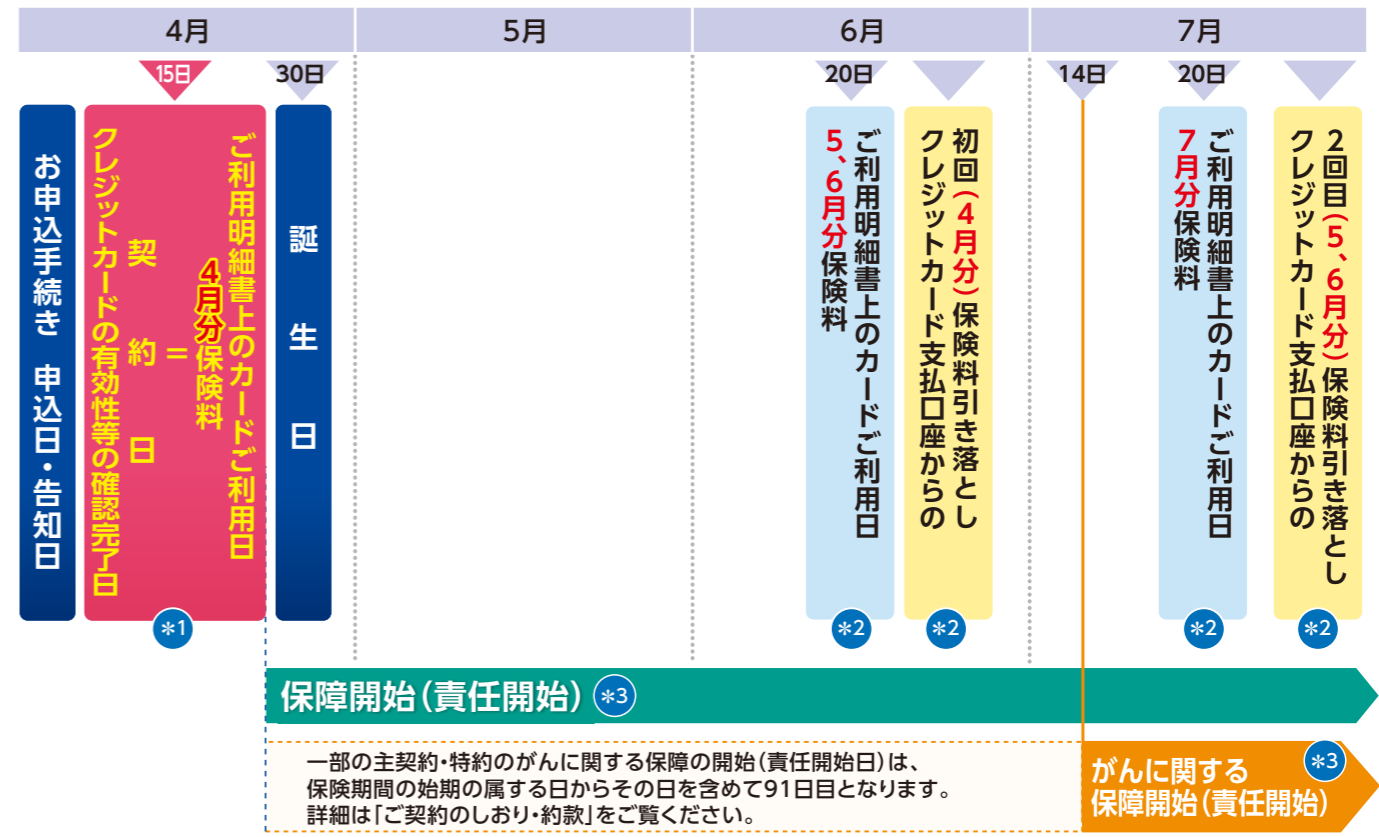 4月
5月
6月
7月
15日
30日
20日
14日
20日
お申込手続き 申込日・告知日
ご利用明細書上のカードご利用日
4月分保険料
=
契約日
クレジットカードの有効性等の確認完了日
誕生日
ご利用明細書上のカードご利用日
5、6月分保険料
初回(4月分)保険料引き落とし
クレジットカード支払口座からの
ご利用明細書上のカードご利用日
7月分保険料
2回目(5、6月分)保険料引き落とし
クレジットカード支払口座からの
*1
*2
*2
*2
*2
保障開始(責任開始) *3
一部の主契約・特約のがんに関する保障の開始(責任開始日)は、
保険期間の始期の属する日からその日を含めて91日目となります。
詳細は「ご契約のしおり・約款」をご覧ください。
がんに関する *3
保障開始(責任開始)